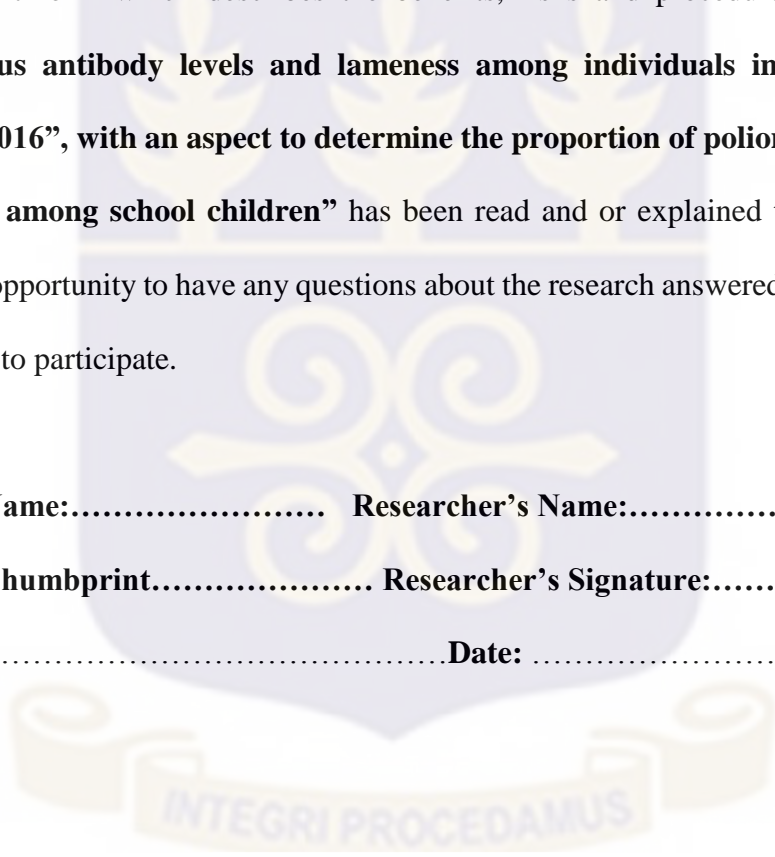 us antibody levels and lameness among individuals in
016”, with an aspect to determine the proportion of polio
among school children” has been read and or explained
opportunity to have any questions about the research answered
to participate.
Name:…………………… Researcher’s Name:……………
humbprint………………… Researcher’s Signature:……
……………………………………Date: …………………
INTEGRI PROCEDAMUS